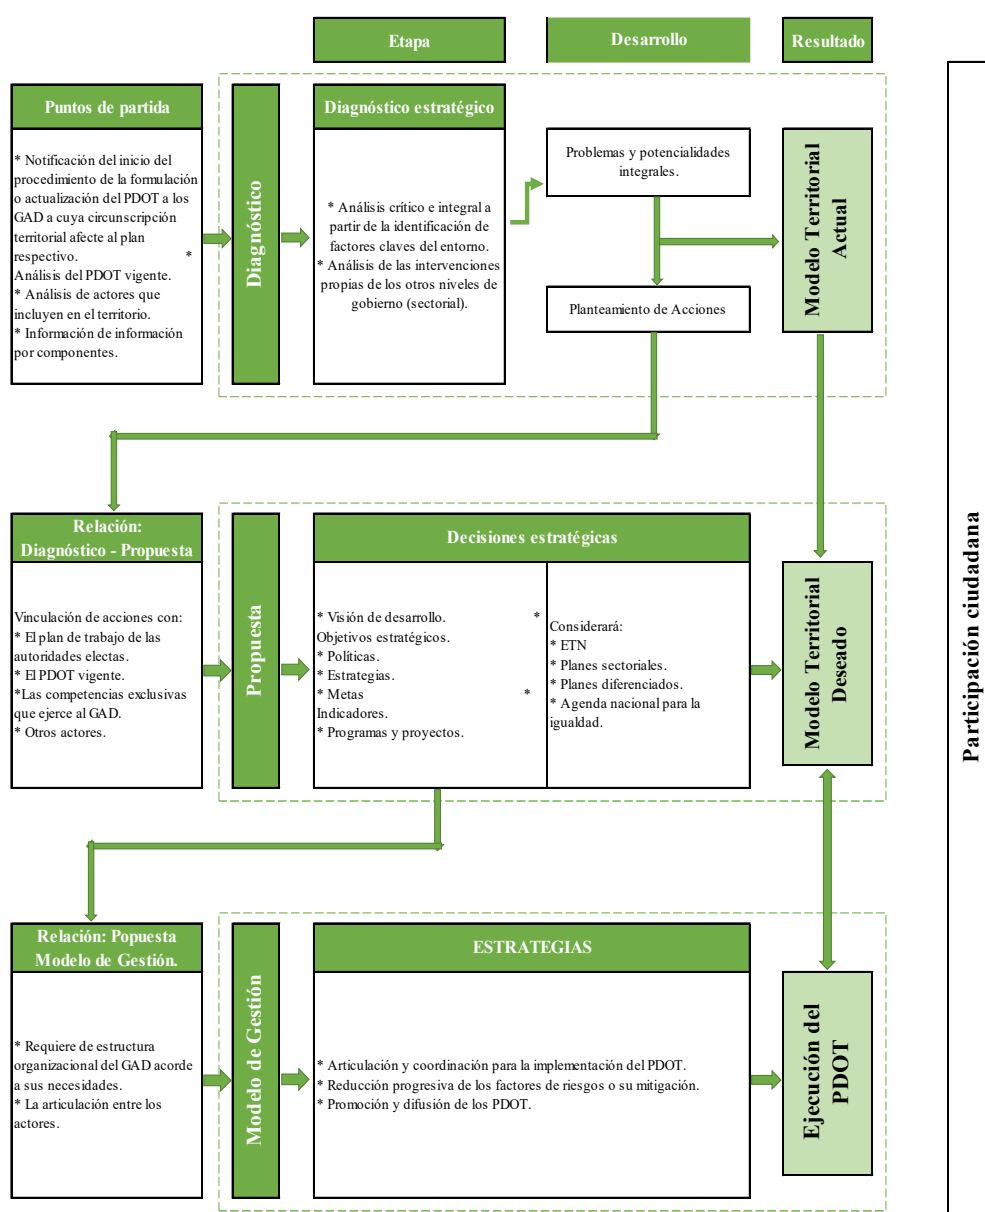 Etapa
Desarrollo
Resultado
Puntos de partida
* Notificación del inicio del
procedimiento de la formulación
o actualización del PDOT a los
GAD a cuya circunscripción
territorial afecte al plan
respectivo. *
Análisis del PDOT vigente.
* Análisis de actores que
incluyen en el territorio.
* Información de información
por componentes.
Diagnóstico
Diagnóstico estratégico
* Análisis crítico e integral a
partir de la identificación de
factores claves del entorno.
* Análisis de las intervenciones
propias de los otros niveles de
gobierno (sectorial).
Problemas y potencialidades
integrales.
Planteamiento de Acciones
Modelo Territorial
Actual
Relación:
Diagnóstico - Propuesta
Vinculación de acciones con:
* El plan de trabajo de las
autoridades electas.
* El PDOT vigente.
*Las competencias exclusivas
que ejerce al GAD.
* Otros actores.
Propuesta
Decisiones estratégicas
* Visión de desarrollo. *
Objetivos estratégicos.
* Políticas.
* Estrategias.
* Metas *
Indicadores.
* Programas y proyectos.
Considerará:
* ETN
* Planes sectoriales.
* Planes diferenciados.
* Agenda nacional para la
igualdad.
Modelo Territorial
Deseado
Relación: Popuesta
Modelo de Gestión.
* Requiere de estructura
organizacional del GAD acorde
a sus necesidades.
* La articulación entre los
actores.
Modelo de Gestión
ESTRATEGIAS
* Articulación y coordinación para la implementación del PDOT.
* Reducción progresiva de los factores de riesgos o su mitigación.
* Promoción y difusión de los PDOT.
Ejecución del
PDOT
Participación ciudadana